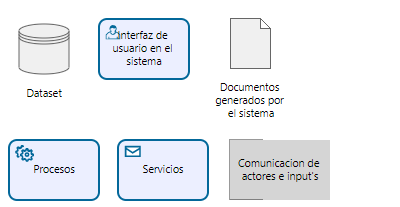 Interfaz de
usuario en el
sistema
Dataset
Documentos
generados por
el sistema
Procesos
Servicios
Comunicacion de
actores e input's